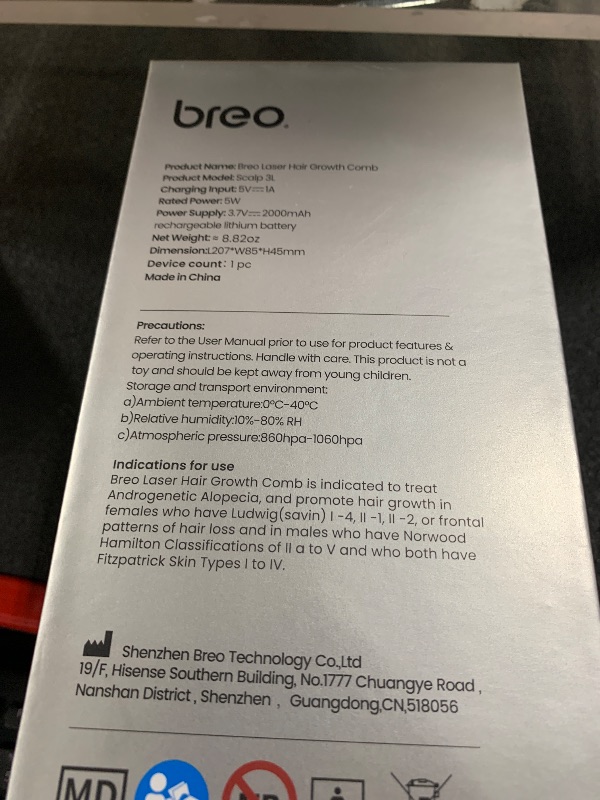 breo.
Product Name: Breo Laser Hair Growth Comb
Product Model: Scalp 3L
Charging Input: 5V⎓1A
Rated Power: 5W
Power Supply: 3.7V⎓2000mAh
rechargeable lithium battery
Net Weight: ≈ 8.82oz
Dimension:L207*W85*H45mm
Device count: 1 pc
Made in China
Precautions:
Refer to the User Manual prior to use for product features &
operating instructions. Handle with care. This product is not a
toy and should be kept away from young children.
Storage and transport environment:
a)Ambient temperature:0°C-40°C
b)Relative humidity:10%-80% RH
c)Atmospheric pressure:860hpa-1060hpa
Indications for use
Breo Laser Hair Growth Comb is indicated to treat
Androgenetic Alopecia, and promote hair growth in
females who have Ludwig(savin) I -4, II -1, II -2, or frontal
patterns of hair loss and in males who have Norwood
Hamilton Classifications of II a to V and who both have
Fitzpatrick Skin Types I to IV.
Shenzhen Breo Technology Co.,Ltd
19/F, Hisense Southern Building, No.1777 Chuangye Road ,
Nanshan District , Shenzhen , Guangdong,CN,518056
MD